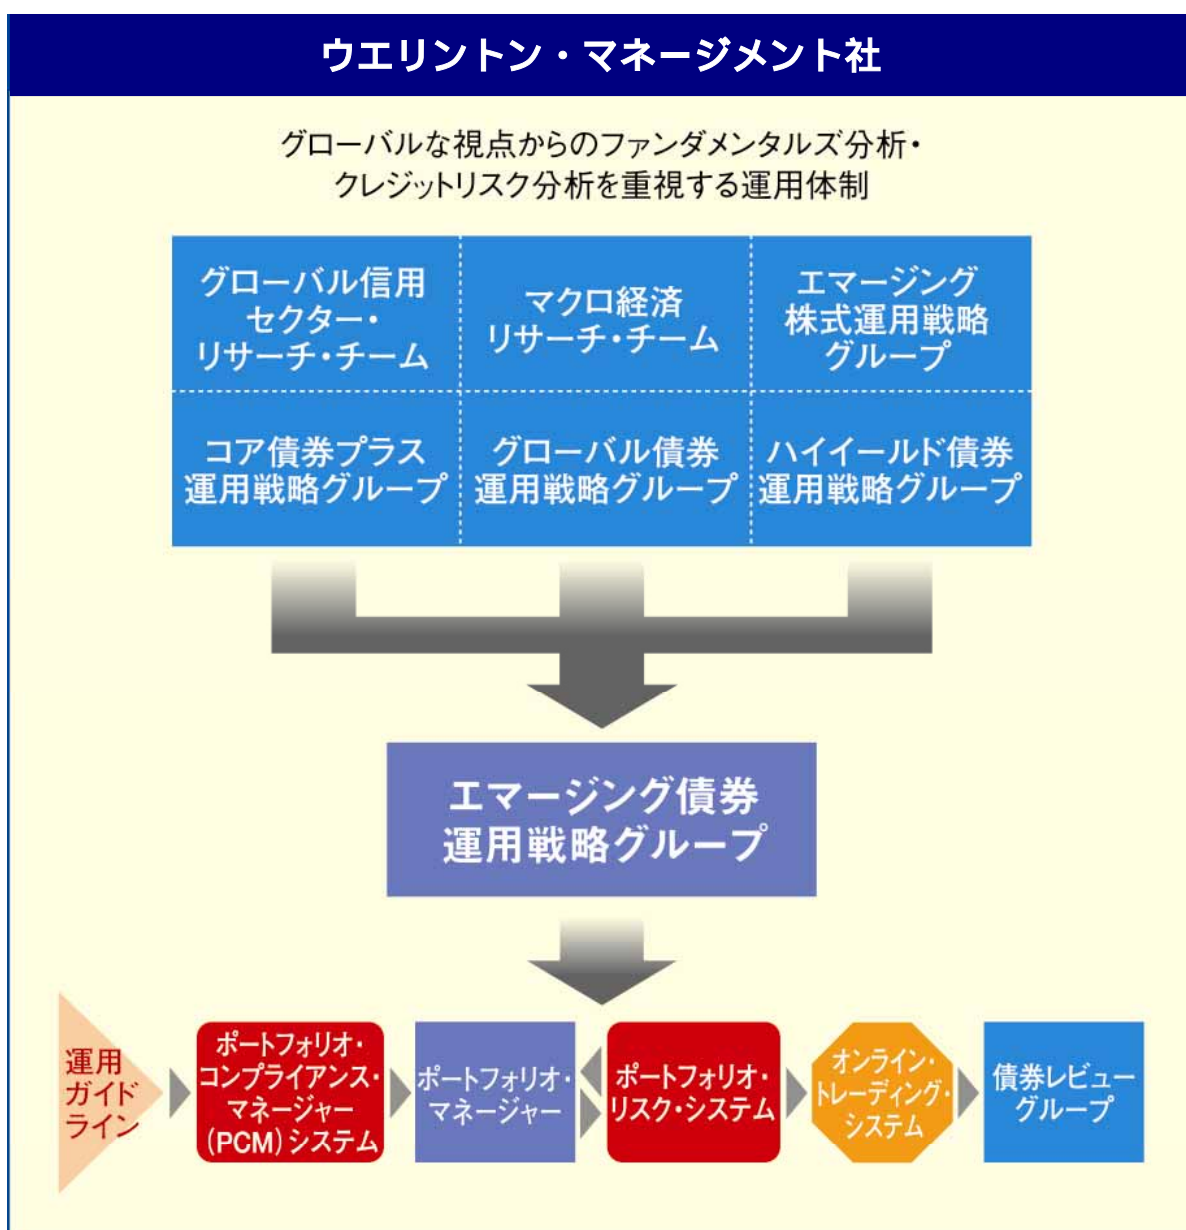 ウエリントン・マネージメント社
グローバルな視点からのファンダメンタルズ分析・
クレジットリスク分析を重視する運用体制
グローバル信用
セクター・
リサーチ・チーム
マクロ経済
リサーチ・チーム
エマージング
株式運用戦略
グループ
コア債券プラス
運用戦略グループ
グローバル債券
運用戦略グループ
ハイイールド債券
運用戦略グループ
エマージング債券
運用戦略グループ
運用
ガイド
ライン
ポートフォリオ・
コンプライアンス・
マネージャー
(PCM)システム
ポートフォリオ・
マネージャー
ポートフォリオ・
リスク・システム
オンライン・
トレーディング・
システム
債券レビュー
グループ